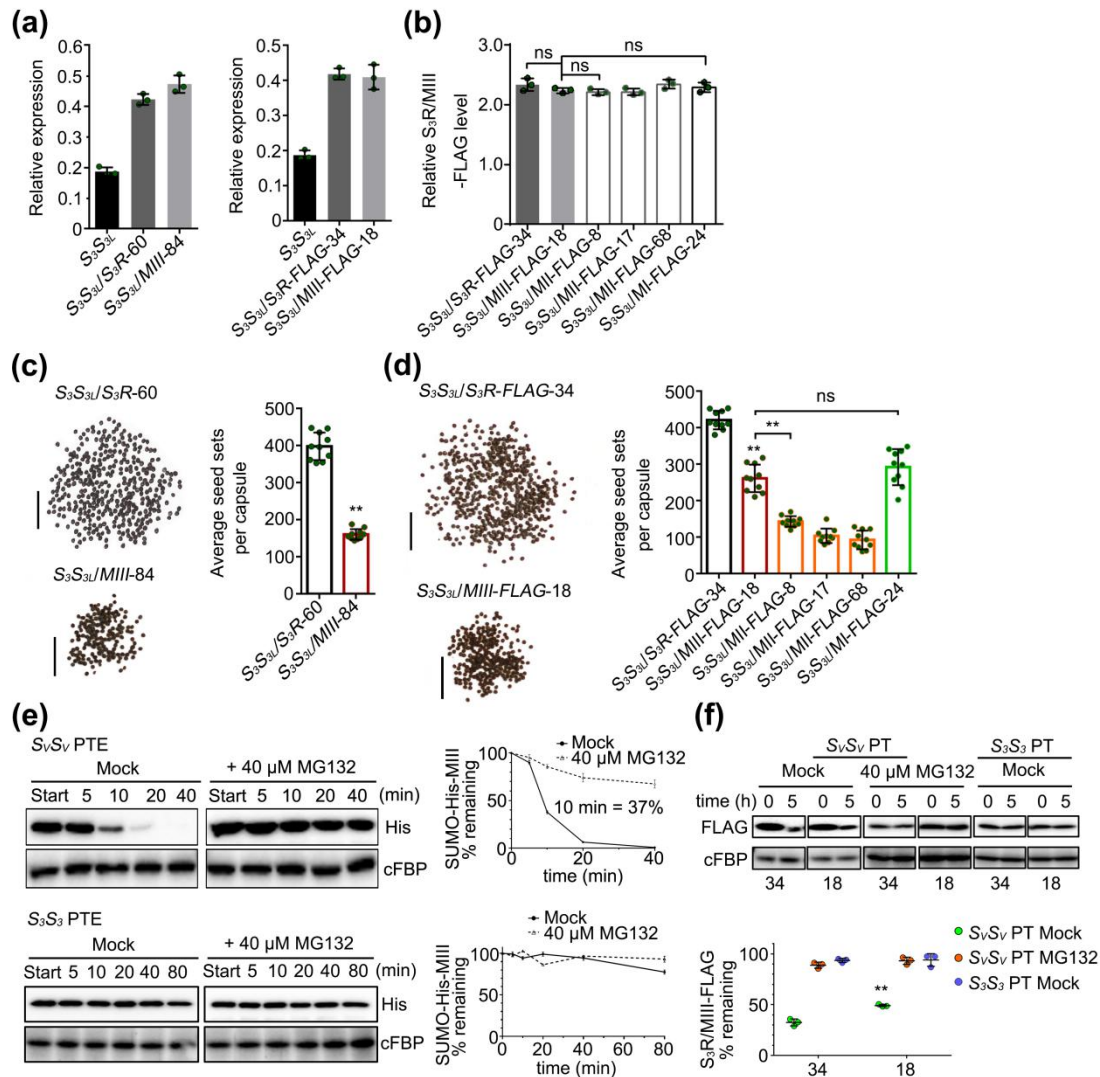 (a)
Relative expression
0.6
0.5
0.4
0.3
0.2
0.1
0
S₃S₃L
S₃S₃L/S₃R-60
S₃S₃L/MIII-84
Relative expression
0.5
0.4
0.3
0.2
0.1
0
S₃S₃L
S₃S₃L/S₃R-FLAG-34
S₃S₃L/MIII-FLAG-18
(b)
Relative S₃R/MIII
-FLAG level
3.0
2.0
1.0
0
ns
ns
ns
S₃S₃L/S₃R-FLAG-34
S₃S₃L/MIII-FLAG-18
S₃S₃L/MII-FLAG-8
S₃S₃L/MII-FLAG-17
S₃S₃L/MII-FLAG-68
S₃S₃L/MI-FLAG-24
(c)
S₃S₃L/S₃R-60
S₃S₃L/MIII-84
Average seed sets
per capsule
500
400
300
200
100
0
**
S₃S₃L/S₃R-60
S₃S₃L/MIII-84
(d)
S₃S₃L/S₃R-FLAG-34
S₃S₃L/MIII-FLAG-18
Average seed sets
per capsule
500
400
300
200
100
0
ns
**
**
S₃S₃L/S₃R-FLAG-34
S₃S₃L/MIII-FLAG-18
S₃S₃L/MII-FLAG-8
S₃S₃L/MII-FLAG-17
S₃S₃L/MII-FLAG-68
S₃S₃L/MI-FLAG-24
(e)
SvSv PTE
Mock
+ 40 µM MG132
Start 5 10 20 40 Start 5 10 20 40 (min)
His
cFBP
Mock
40 µM MG132
SUMO-His-MIII
% remaining
100
50
0
10 min = 37%
0 20 40
time (min)
S₃S₃ PTE
Mock
+ 40 µM MG132
Start 5 10 20 40 80 Start 5 10 20 40 80 (min)
His
cFBP
Mock
40 µM MG132
SUMO-His-MIII
% remaining
100
50
0
0 20 40 60 80
time (min)
(f)
SvSv PT S₃S₃ PT
Mock 40 µM MG132 Mock
time (h) 0 5 0 5 0 5 0 5 0 5 0 5
FLAG
cFBP
34 18 34 18 34 18
S₃R/MIII-FLAG
% remaining
100
50
0
**
34 18
SvSv PT Mock
SvSv PT MG132
S₃S₃ PT Mock